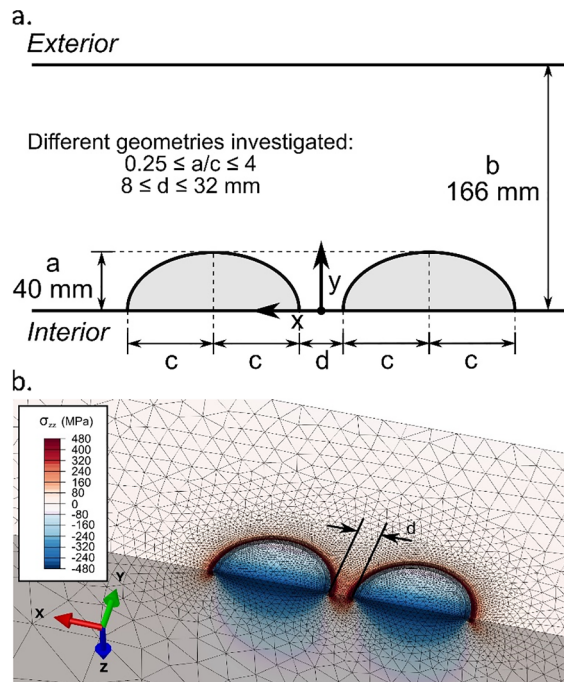 a.
Exterior
Different geometries investigated:
0.25 ≤ a/c ≤ 4
8 ≤ d ≤ 32 mm
b
166 mm
a
40 mm
y
x
Interior
c c d c c
b.
σzz (MPa)
480
400
320
240
160
80
0
-80
-160
-240
-320
-400
-480
d
Y
X
Z